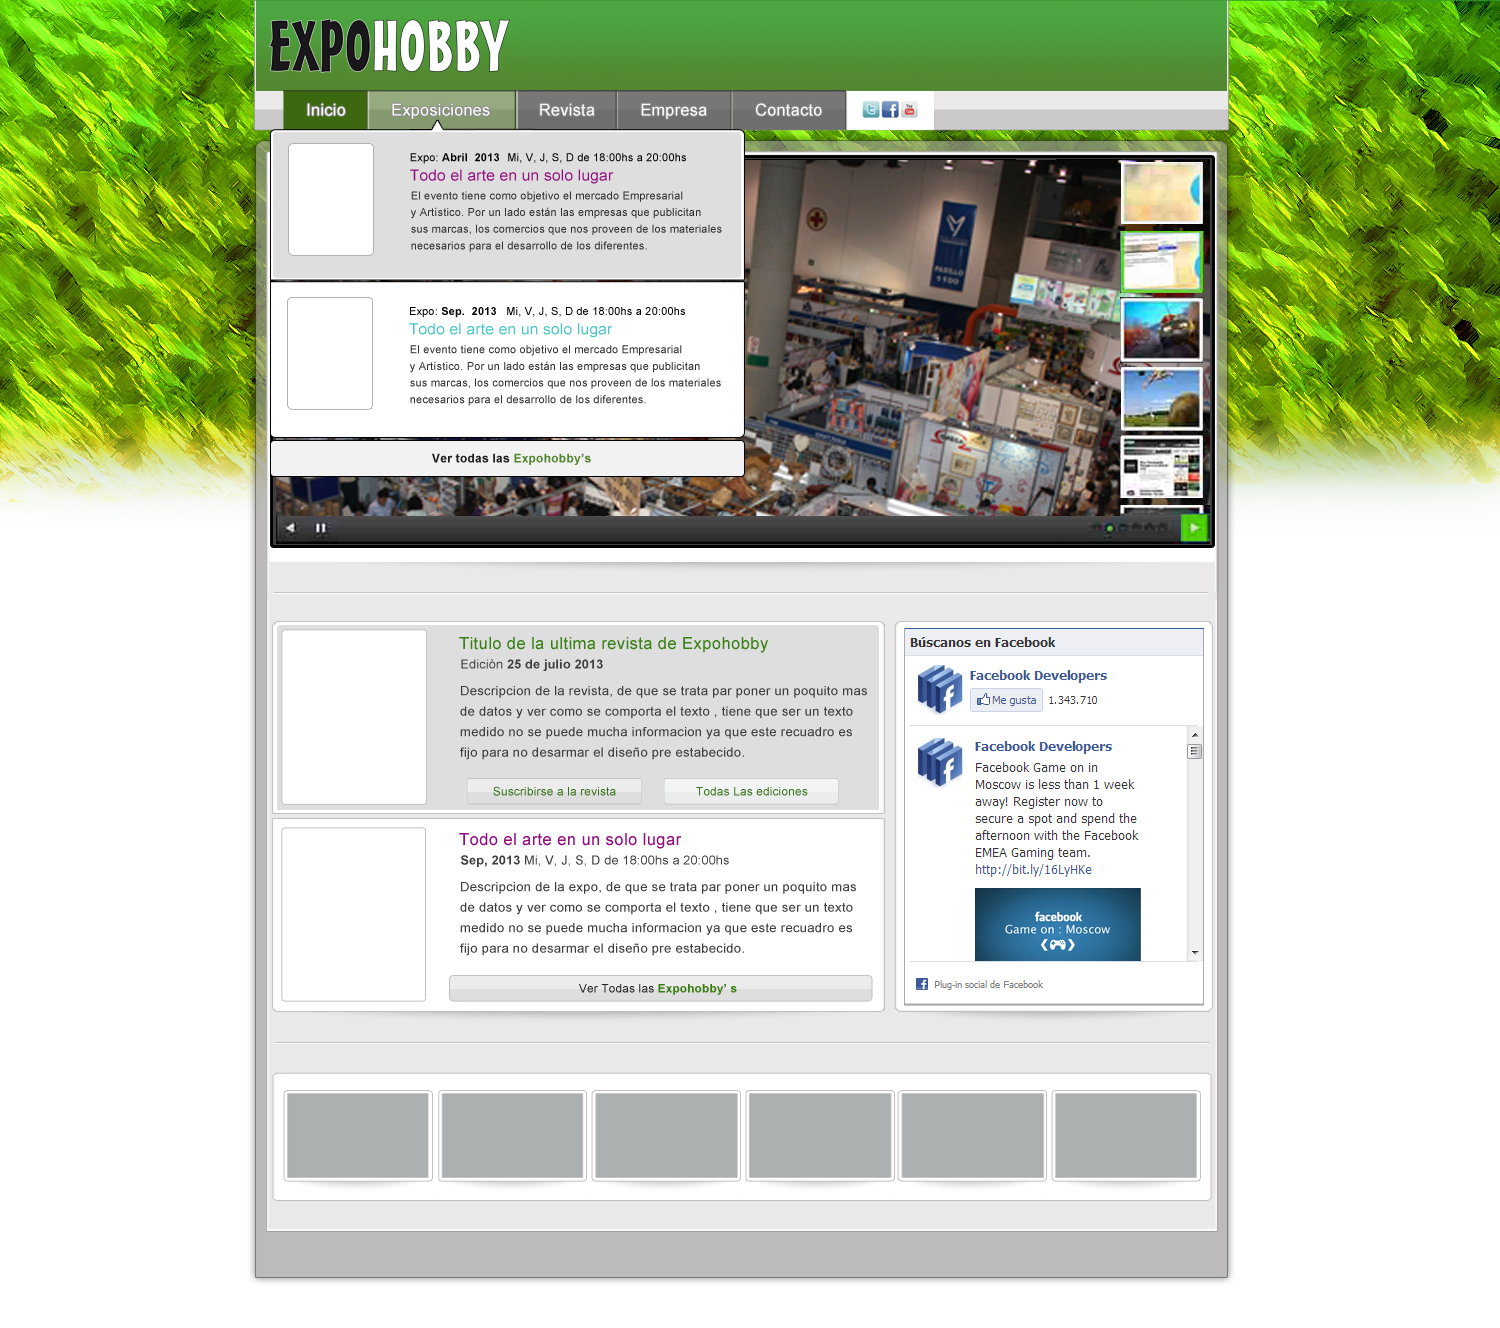 EXPOHOBBY
Inicio
Exposiciones
Revista
Empresa
Contacto
Expo: Abril 2013 Mi, V, J, S, D de 18:00hs a 20:00hs
Todo el arte en un solo lugar
El evento tiene como objetivo el mercado Empresarial
y Artístico. Por un lado están las empresas que publicitan
sus marcas, los comercios que nos proveen de los materiales
necesarios para el desarrollo de los diferentes.
Expo: Sep. 2013 Mi, V, J, S, D de 18:00hs a 20:00hs
Todo el arte en un solo lugar
El evento tiene como objetivo el mercado Empresarial
y Artístico. Por un lado están las empresas que publicitan
sus marcas, los comercios que nos proveen de los materiales
necesarios para el desarrollo de los diferentes.
Ver todas las Expohobby's
PASILLO
1100
Titulo de la ultima revista de Expohobby
Ediciòn 25 de julio 2013
Descripcion de la revista, de que se trata par poner un poquito mas
de datos y ver como se comporta el texto , tiene que ser un texto
medido no se puede mucha informacion ya que este recuadro es
fijo para no desarmar el diseño pre estabecido.
Suscribirse a la revista
Todas Las ediciones
Todo el arte en un solo lugar
Sep, 2013 Mi, V, J, S, D de 18:00hs a 20:00hs
Descripcion de la expo, de que se trata par poner un poquito mas
de datos y ver como se comporta el texto , tiene que ser un texto
medido no se puede mucha informacion ya que este recuadro es
fijo para no desarmar el diseño pre estabecido.
Ver Todas las Expohobby' s
Búscanos en Facebook
Facebook Developers
Me gusta 1.343.710
Facebook Developers
Facebook Game on in
Moscow is less than 1 week
away! Register now to
secure a spot and spend the
afternoon with the Facebook
EMEA Gaming team.
http://bit.ly/16LyHKe
facebook
Game on : Moscow
Plug-in social de Facebook